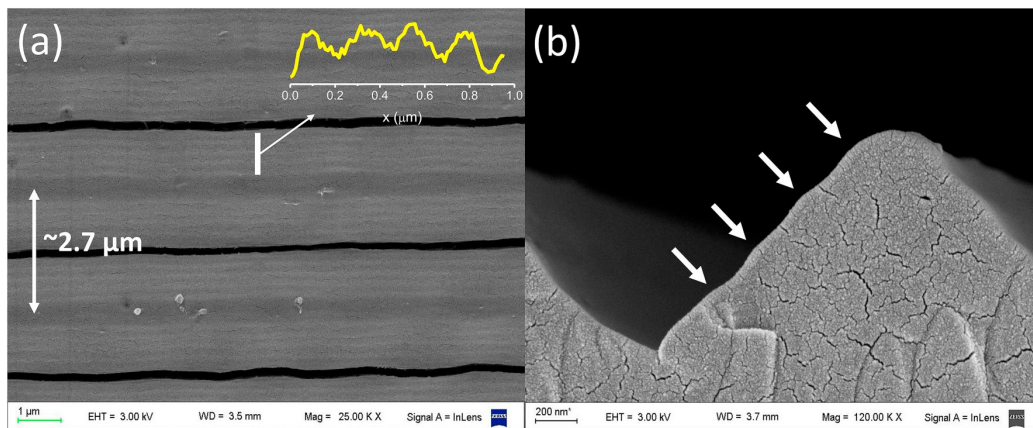 (a)
0.0 0.2 0.4 0.6 0.8 1.0
x (µm)
~2.7 µm
1 µm EHT = 3.00 kV WD = 3.5 mm Mag = 25.00 K X Signal A = InLens ZEISS
(b)
200 nm* EHT = 3.00 kV WD = 3.7 mm Mag = 120.00 K X Signal A = InLens ZEISS